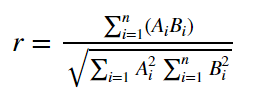 r = \frac{\sum_{i=1}^{n}(A_i B_i)}{\sqrt{\sum_{i=1} A_i^2 \sum_{i=1}^{n} B_i^2}}